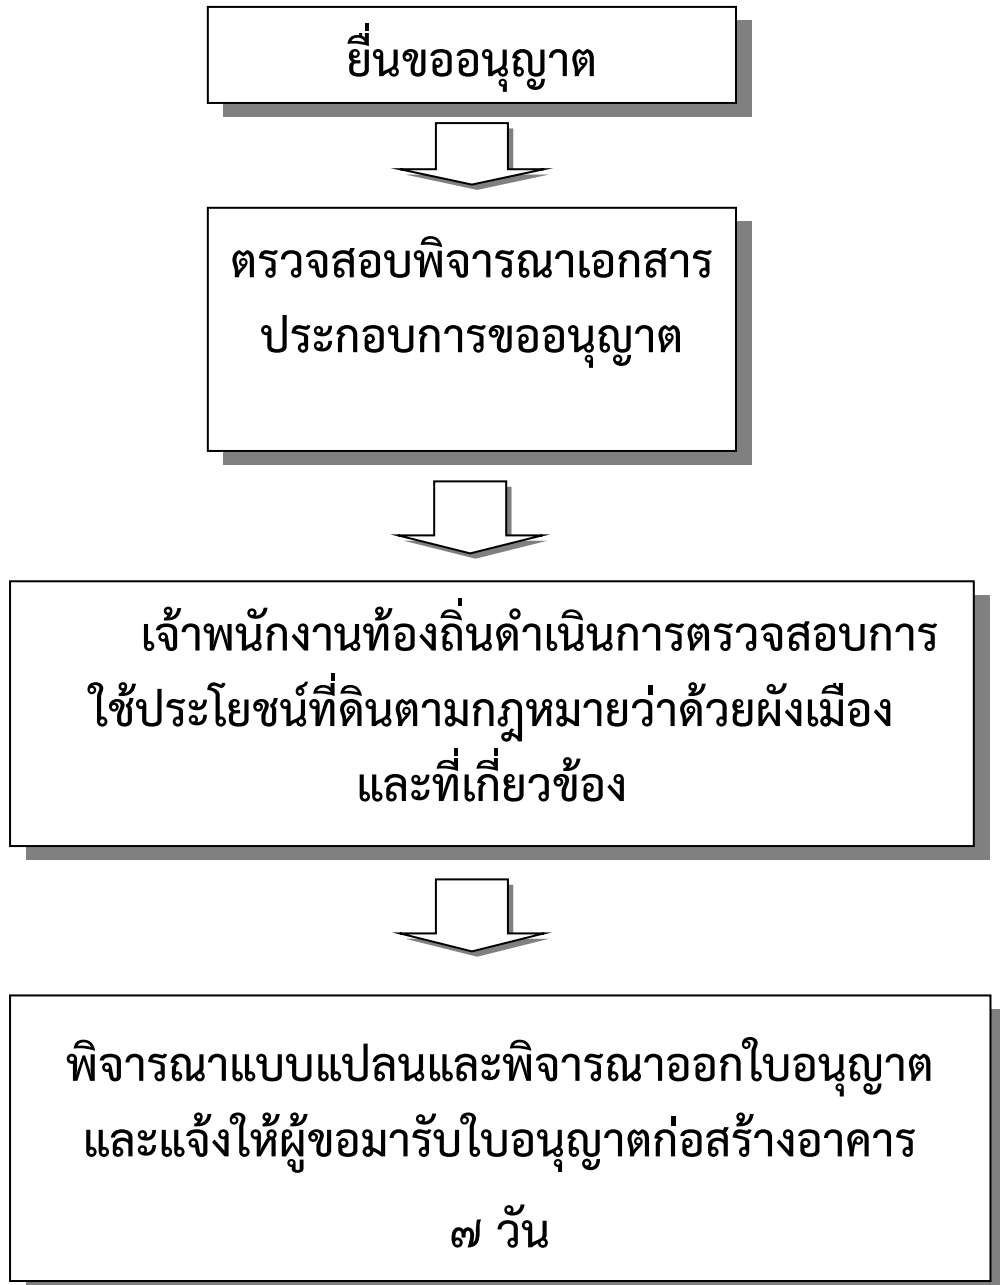 ยื่นขออนุญาต
ตรวจสอบพิจารณาเอกสาร
ประกอบการขออนุญาต
เจ้าพนักงานท้องถิ่นดำเนินการตรวจสอบการ
ใช้ประโยชน์ที่ดินตามกฎหมายว่าด้วยผังเมือง
และที่เกี่ยวข้อง
พิจารณาแบบแปลนและพิจารณาออกใบอนุญาต
และแจ้งให้ผู้ขอมารับใบอนุญาตก่อสร้างอาคาร
๗ วัน